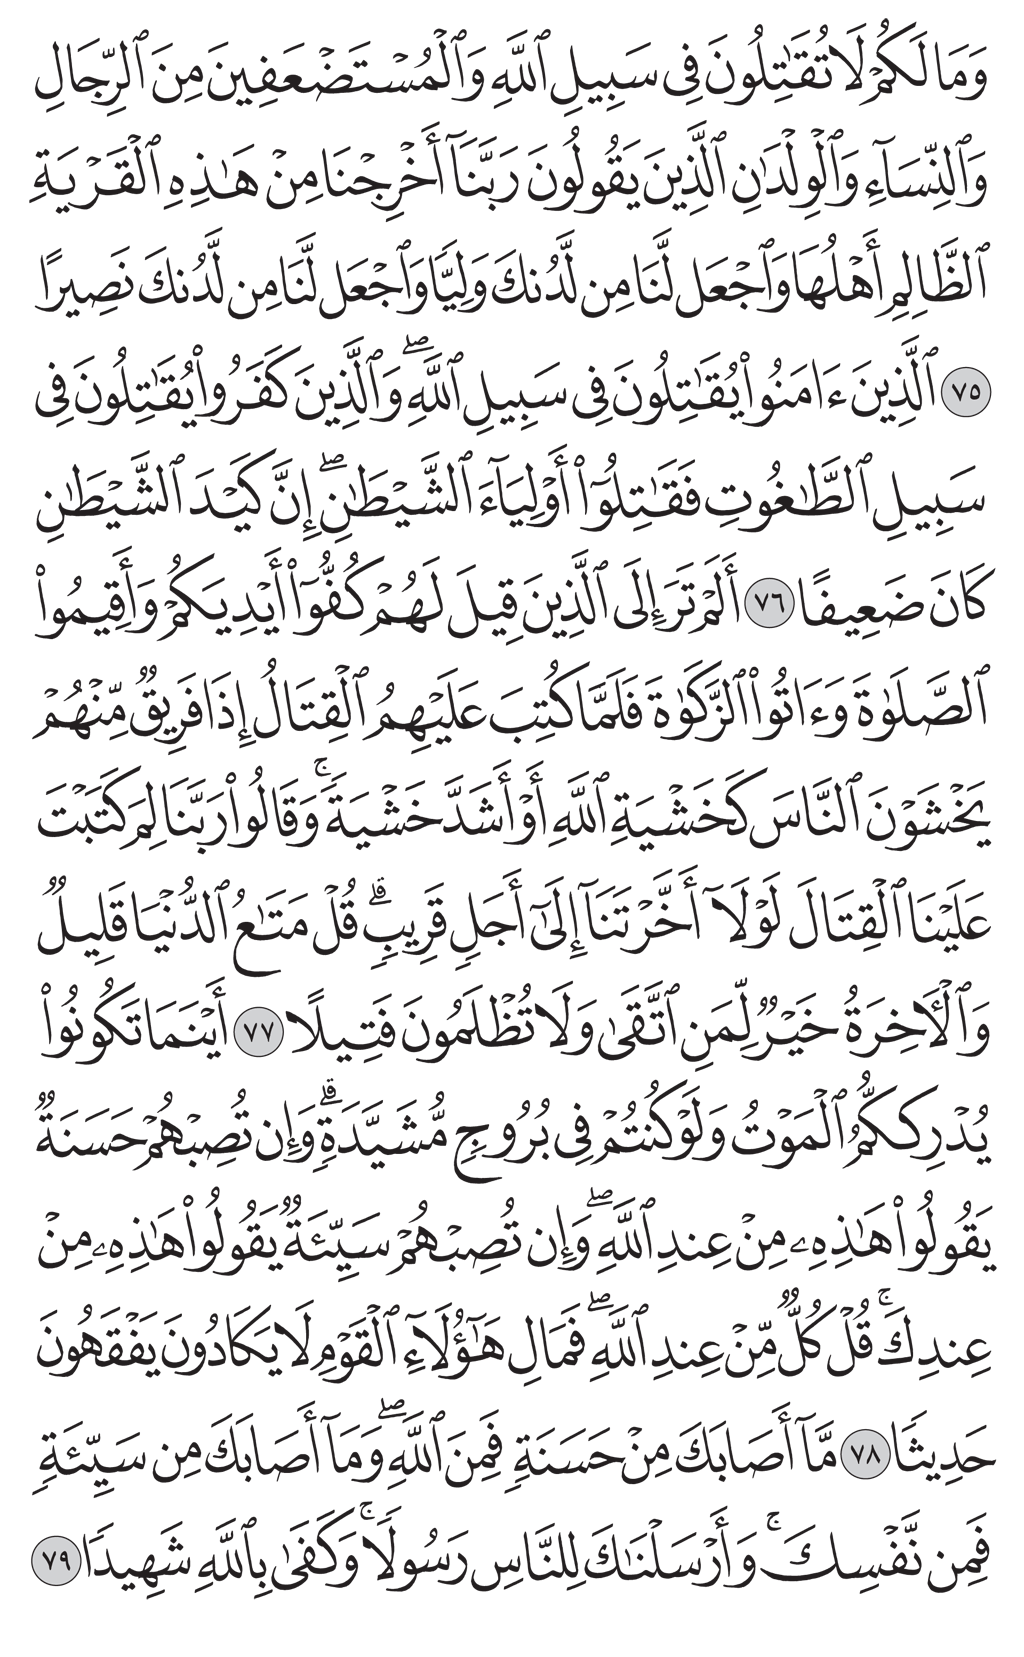 وَمَا لَكُمۡ لَا تُقَٰتِلُونَ فِي سَبِيلِ ٱللَّهِ وَٱلۡمُسۡتَضۡعَفِينَ مِنَ ٱلرِّجَالِ
وَٱلنِّسَآءِ وَٱلۡوِلۡدَٰنِ ٱلَّذِينَ يَقُولُونَ رَبَّنَآ أَخۡرِجۡنَا مِنۡ هَٰذِهِ ٱلۡقَرۡيَةِ
ٱلظَّالِمِ أَهۡلُهَا وَٱجۡعَل لَّنَا مِن لَّدُنكَ وَلِيّٗا وَٱجۡعَل لَّنَا مِن لَّدُنكَ نَصِيرًا
٧٥ ٱلَّذِينَ ءَامَنُواْ يُقَٰتِلُونَ فِي سَبِيلِ ٱللَّهِۖ وَٱلَّذِينَ كَفَرُواْ يُقَٰتِلُونَ فِي
سَبِيلِ ٱلطَّٰغُوتِ فَقَٰتِلُوٓاْ أَوۡلِيَآءَ ٱلشَّيۡطَٰنِۖ إِنَّ كَيۡدَ ٱلشَّيۡطَٰنِ
كَانَ ضَعِيفًا ٧٦ أَلَمۡ تَرَ إِلَى ٱلَّذِينَ قِيلَ لَهُمۡ كُفُّوٓاْ أَيۡدِيَكُمۡ وَأَقِيمُواْ
ٱلصَّلَوٰةَ وَءَاتُواْ ٱلزَّكَوٰةَ فَلَمَّا كُتِبَ عَلَيۡهِمُ ٱلۡقِتَالُ إِذَا فَرِيقٞ مِّنۡهُمۡ
يَخۡشَوۡنَ ٱلنَّاسَ كَخَشۡيَةِ ٱللَّهِ أَوۡ أَشَدَّ خَشۡيَةٗۚ وَقَالُواْ رَبَّنَا لِمَ كَتَبۡتَ
عَلَيۡنَا ٱلۡقِتَالَ لَوۡلَآ أَخَّرۡتَنَآ إِلَىٰٓ أَجَلٖ قَرِيبٖۗ قُلۡ مَتَٰعُ ٱلدُّنۡيَا قَلِيلٞ
وَٱلۡأٓخِرَةُ خَيۡرٞ لِّمَنِ ٱتَّقَىٰ وَلَا تُظۡلَمُونَ فَتِيلًا ٧٧ أَيۡنَمَا تَكُونُواْ
يُدۡرِككُّمُ ٱلۡمَوۡتُ وَلَوۡ كُنتُمۡ فِي بُرُوجٖ مُّشَيَّدَةٖۗ وَإِن تُصِبۡهُمۡ حَسَنَةٞ
يَقُولُواْ هَٰذِهِۦ مِنۡ عِندِ ٱللَّهِۖ وَإِن تُصِبۡهُمۡ سَيِّئَةٞ يَقُولُواْ هَٰذِهِۦ مِنۡ
عِندِكَۚ قُلۡ كُلّٞ مِّنۡ عِندِ ٱللَّهِۖ فَمَالِ هَٰٓؤُلَآءِ ٱلۡقَوۡمِ لَا يَكَادُونَ يَفۡقَهُونَ
حَدِيثٗا ٧٨ مَّآ أَصَابَكَ مِنۡ حَسَنَةٖ فَمِنَ ٱللَّهِۖ وَمَآ أَصَابَكَ مِن سَيِّئَةٖ
فَمِن نَّفۡسِكَۚ وَأَرۡسَلۡنَٰكَ لِلنَّاسِ رَسُولٗاۚ وَكَفَىٰ بِٱللَّهِ شَهِيدٗا ٧٩